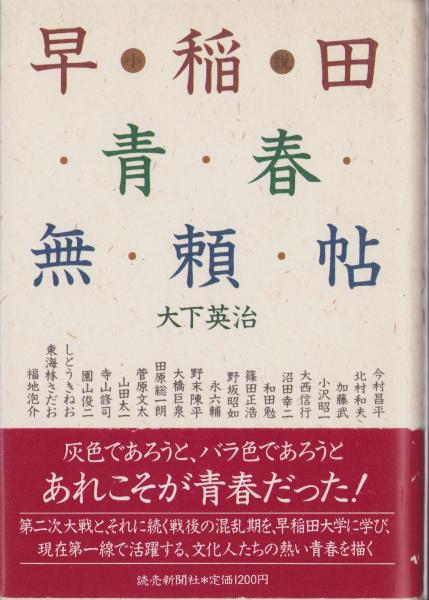 早・小・稲・説・田
・青・春・
無・頼・帖
大下英治
今村昌平
北村和夫
加藤武
小沢昭一
大西信行
沼田幸二
和田勉
篠田正浩
野坂昭如
永六輔
野末陳平
大橋巨泉
田原総一朗
菅原文太
山田太一
寺山修司
園山俊二
しとうきねお
東海林さだお
福地泡介
灰色であろうと、バラ色であろうと
あれこそが青春だった!
第二次大戦と、それに続く戦後の混乱期を、早稲田大学に学び、
現在第一線で活躍する、文化人たちの熱い青春を描く
読売新聞社*定価1200円